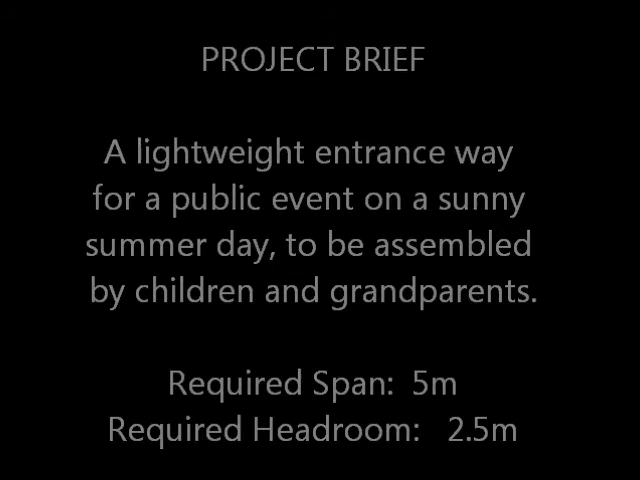 PROJECT BRIEF
A lightweight entrance way
for a public event on a sunny
summer day, to be assembled
by children and grandparents.
Required Span:  5m
Required Headroom:   2.5m